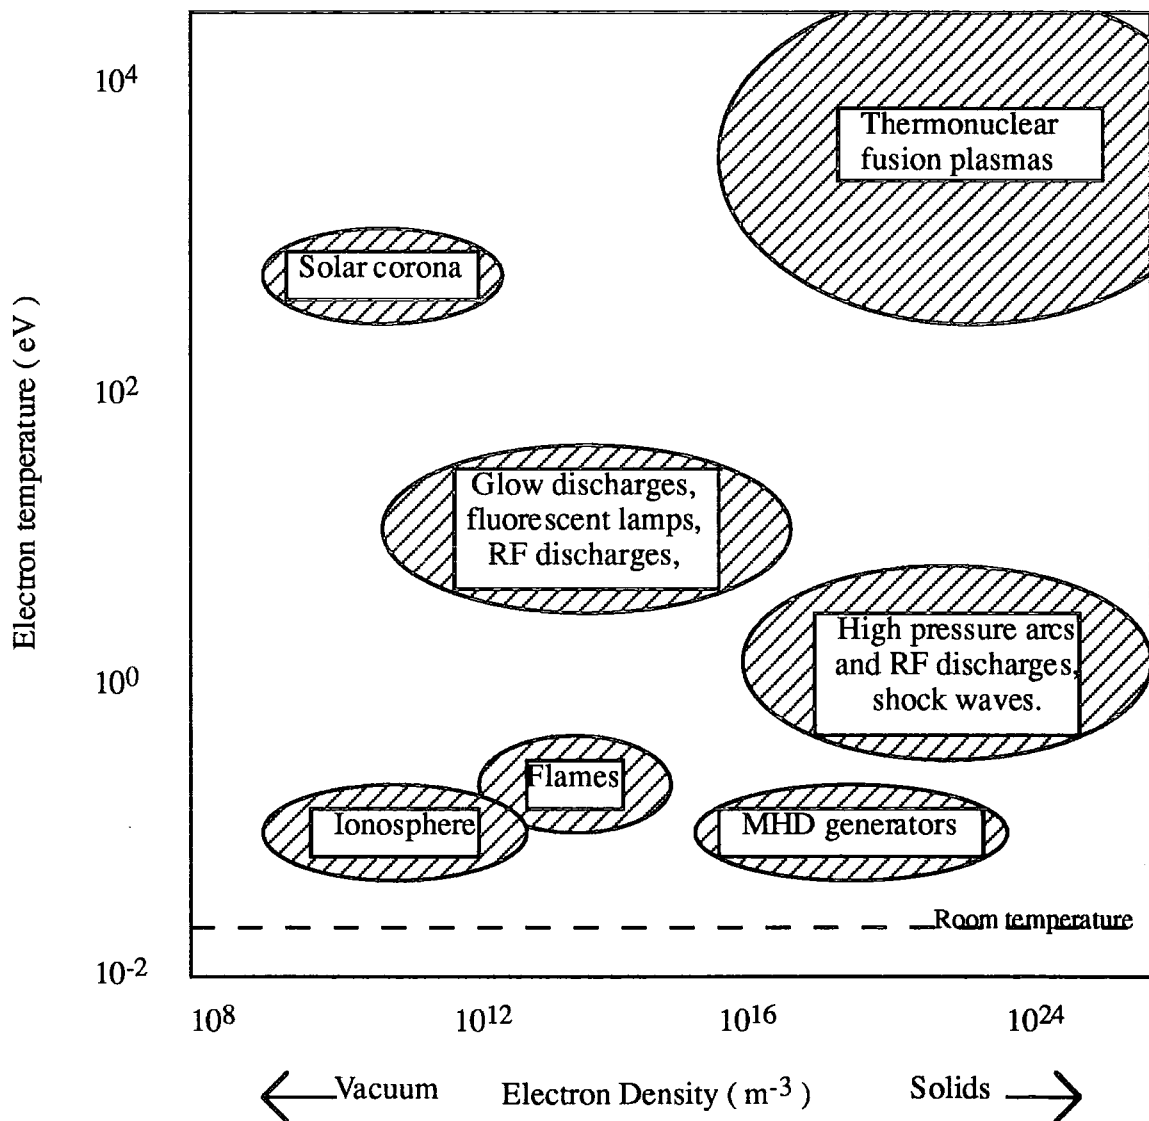 10^4
Thermonuclear
fusion plasmas
Solar corona
Electron temperature ( eV)
10^2
Glow discharges,
fluorescent lamps,
RF discharges,
High pressure arcs
and RF discharges,
shock waves.
10^0
Flames
Ionosphere
MHD generators
Room temperature
10^-2
10^8 10^12 10^16 10^24
Vacuum Electron Density ( m^-3 ) Solids